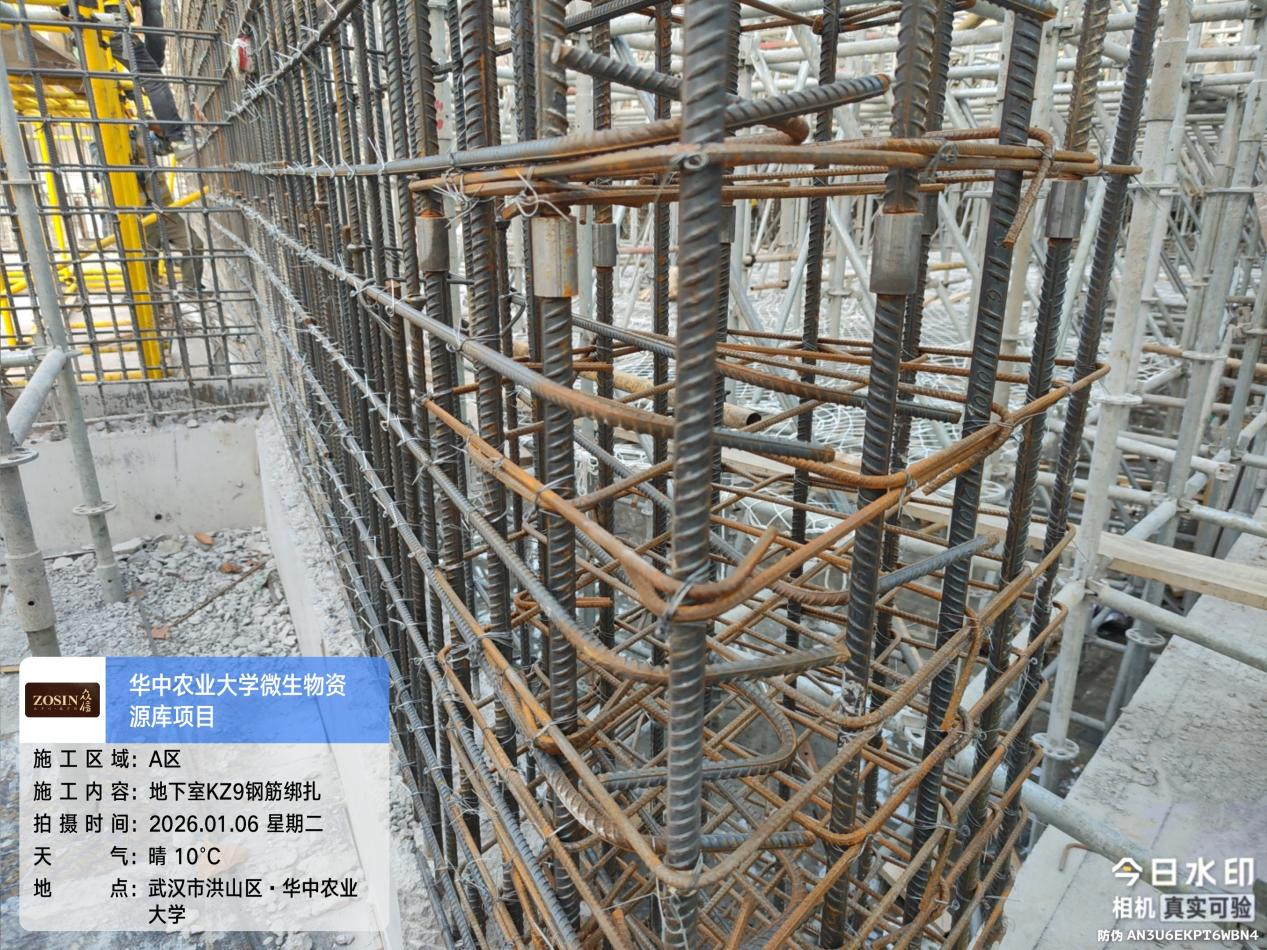 ZOSIN 众信
华中农业大学微生物资
源库项目
施工区域：A区
施工内容：地下室KZ9钢筋绑扎
拍摄时间：2026.01.06 星期二
天气：晴 10℃
地点：武汉市洪山区·华中农业
大学
今日水印
相机 真实可验
防伪 AN3U6EKPT6WBN4